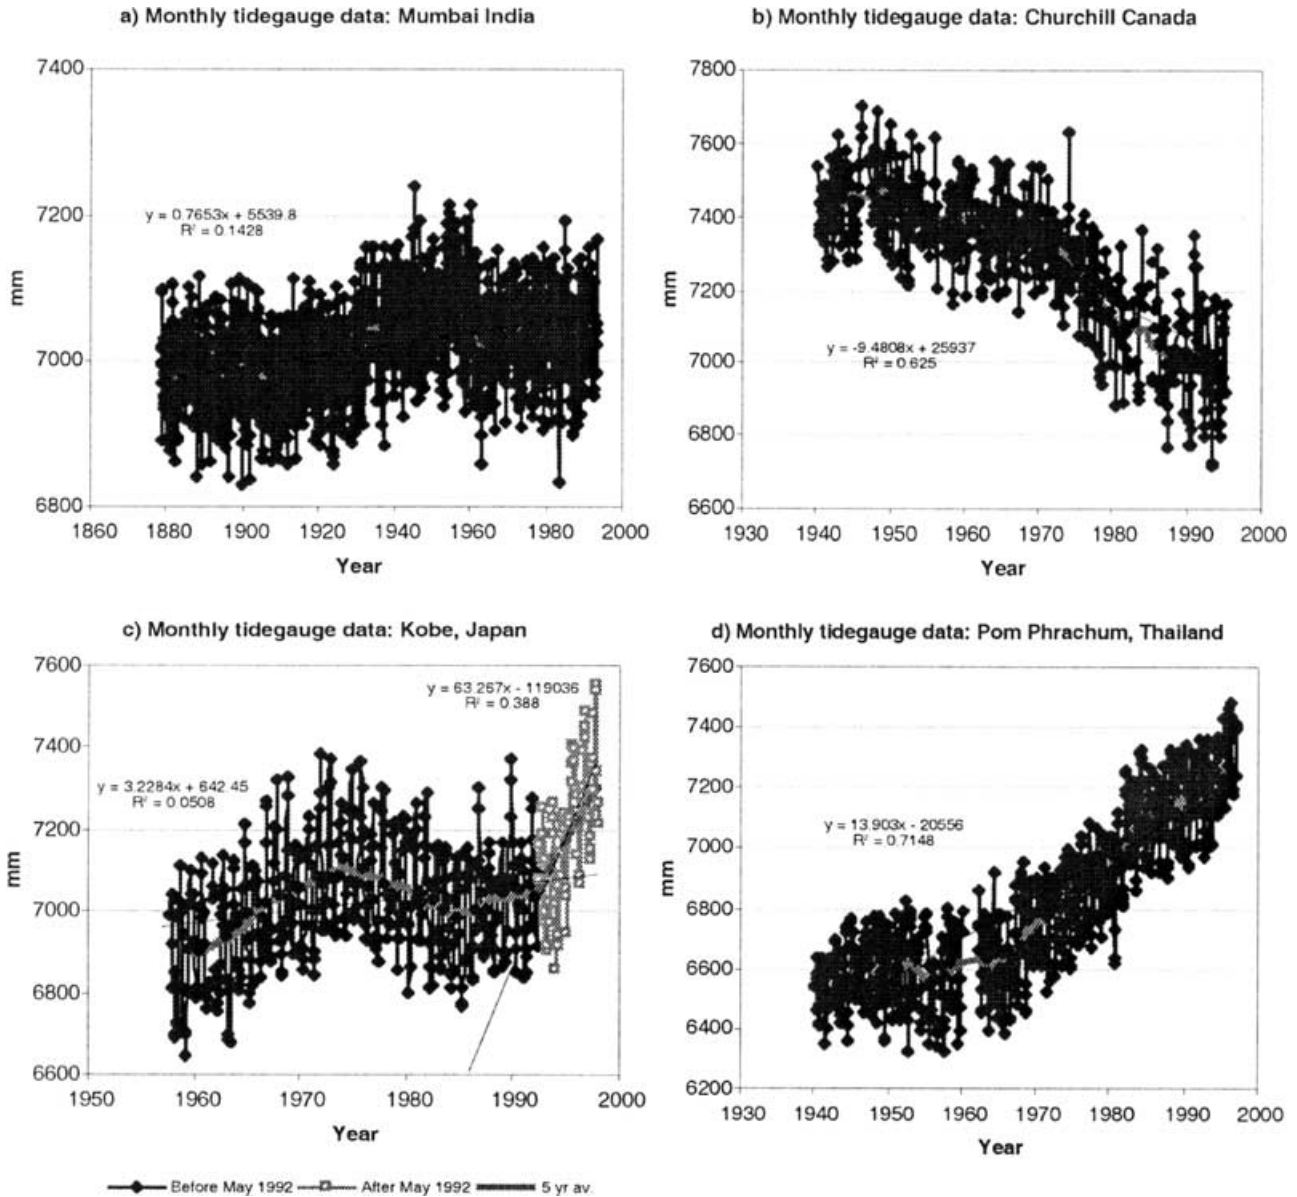 a) Monthly tidegauge data: Mumbai India
7400
7200
7000
6800
mm
y = 0.7653x + 5539.8
R² = 0.1428
1860 1880 1900 1920 1940 1960 1980 2000
Year
b) Monthly tidegauge data: Churchill Canada
7800
7600
7400
7200
7000
6800
6600
mm
y = -9.4808x + 25937
R² = 0.625
1930 1940 1950 1960 1970 1980 1990 2000
Year
c) Monthly tidegauge data: Kobe, Japan
7600
7400
7200
7000
6800
6600
mm
y = 63.267x - 119036
R² = 0.388
y = 3.2284x + 642.45
R² = 0.0508
1950 1960 1970 1980 1990 2000
Year
d) Monthly tidegauge data: Pom Phrachum, Thailand
7600
7400
7200
7000
6800
6600
6400
6200
mm
y = 13.903x - 20556
R² = 0.7148
1930 1940 1950 1960 1970 1980 1990 2000
Year
Before May 1992 After May 1992 5 yr av.